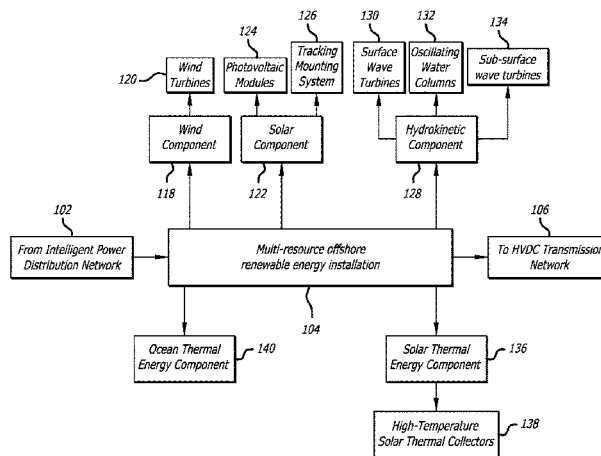 126
130
132
134
124
Tracking
Mounting
System
Surface
Wave
Turbines
Oscillating
Water
Columns
Sub-surface
wave turbines
120
Wind
Turbines
Photovoltaic
Modules
Wind
Component
Solar
Component
Hydrokinetic
Component
118
122
128
102
106
From Intelligent Power
Distribution Network
Multi-resource offshore
renewable energy installation
To HVDC Transmission
Network
104
Ocean Thermal
Energy Component
140
Solar Thermal
Energy Component
136
High-Temperature
Solar Thermal Collectors
138